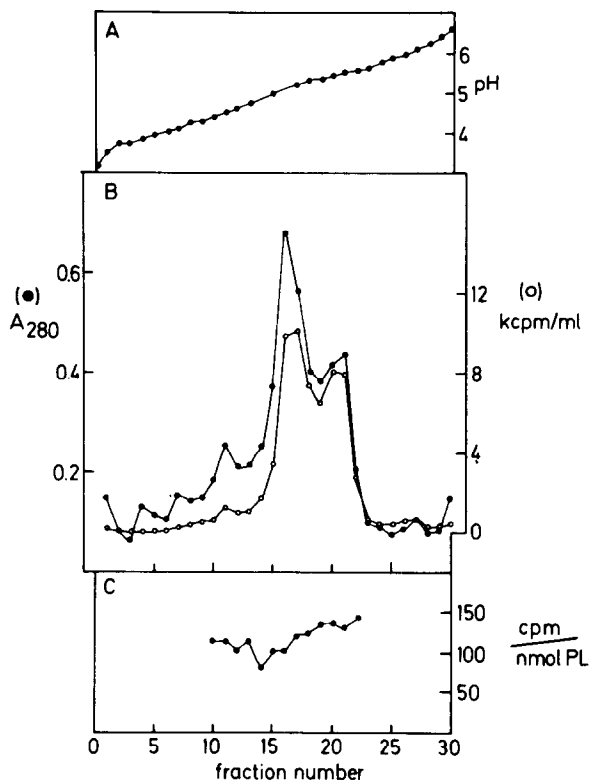 A
6
5 pH
4
B
(●) (○)
A280 kcpm/ml
0.6 12
0.4 8
0.2 4
0
C
150
100
50
cpm
nmol PL
0 5 10 15 20 25 30
fraction number